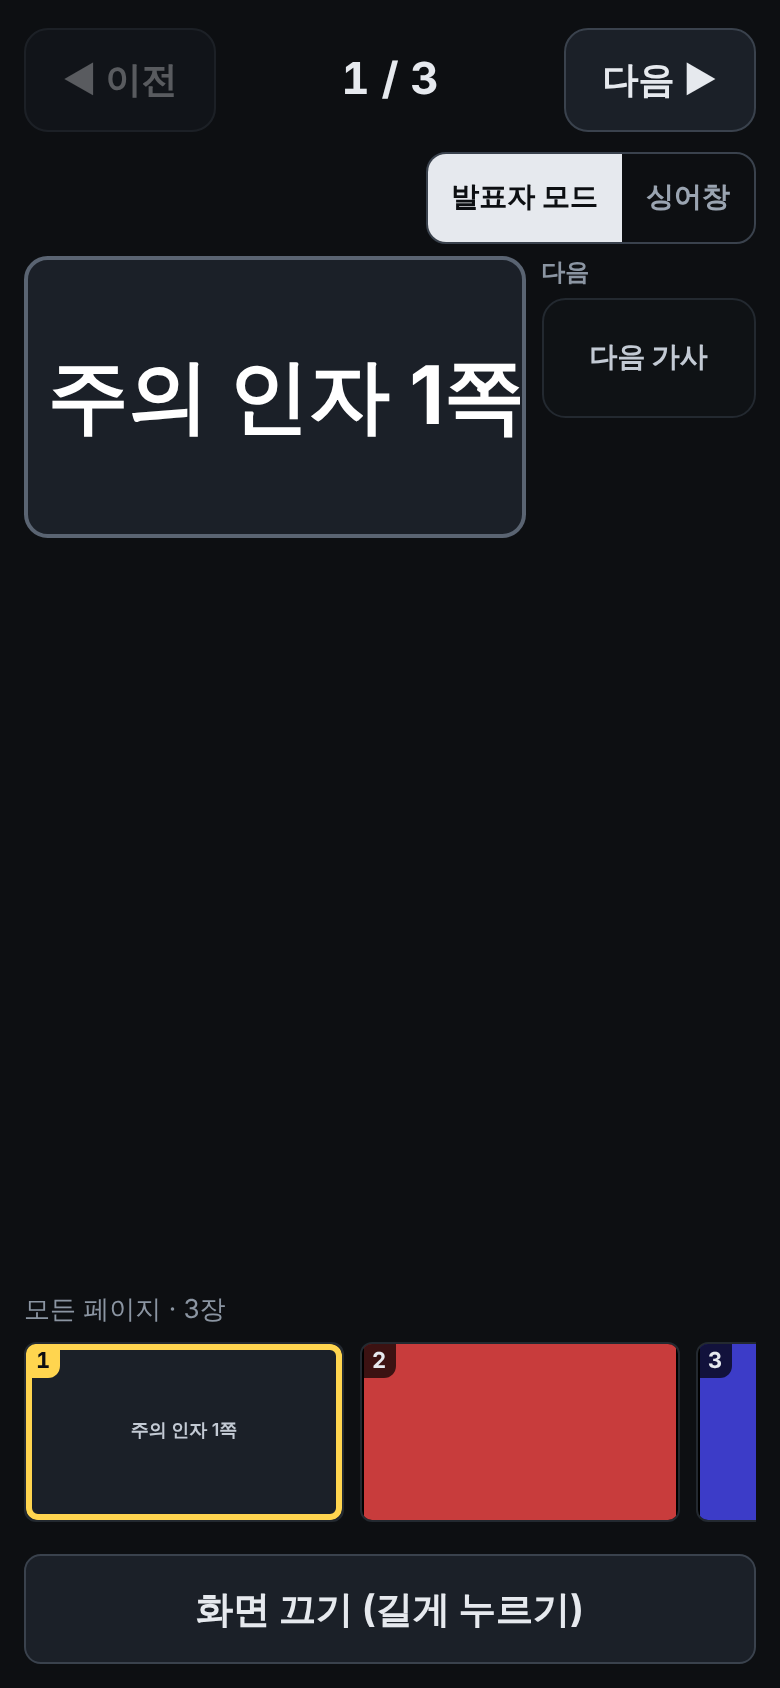 ◀ 이전
1 / 3
다음 ▶
발표자 모드
싱어창
주의 인자 1쪽
다음
다음 가사
모든 페이지 · 3장
1
주의 인자 1쪽
2
3
화면 끄기 (길게 누르기)